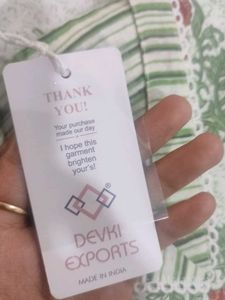 THANK
YOU!
Your purchase
made our day
I hope this
garment
brighten
your's!
®
DEVKI
EXPORTS
MADE IN INDIA